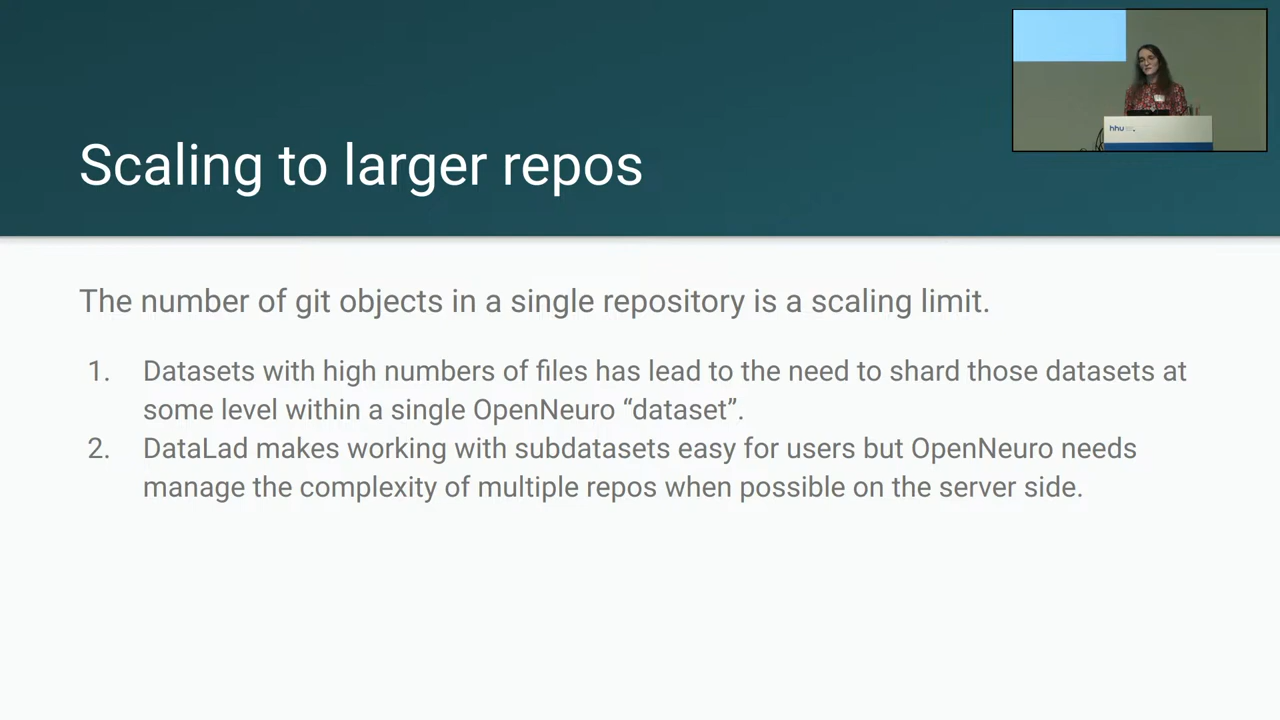 Scaling to larger repos
hhu
The number of git objects in a single repository is a scaling limit.
1. Datasets with high numbers of files has lead to the need to shard those datasets at
some level within a single OpenNeuro “dataset”.
2. DataLad makes working with subdatasets easy for users but OpenNeuro needs
manage the complexity of multiple repos when possible on the server side.